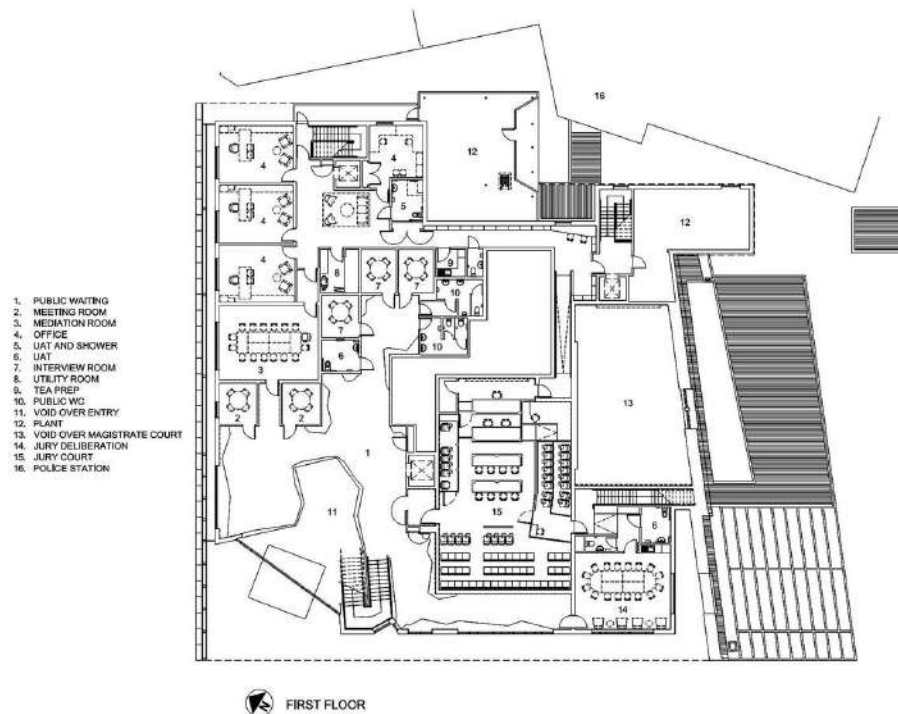 1. PUBLIC WAITING
2. MEETING ROOM
3. MEDIATION ROOM
4. OFFICE
5. UAT AND SHOWER
6. UAT
7. INTERVIEW ROOM
8. UTILITY ROOM
9. TEA PREP
10. PUBLIC WC
11. VOID OVER ENTRY
12. PLANT
13. VOID OVER MAGISTRATE COURT
14. JURY DELIBERATION
15. JURY COURT
16. POLICE STATION
16
12
4
4
5
4
12
9
8
7
7
4
10
7
10
6
3
13
2
2
1
15
11
6
14
FIRST FLOOR